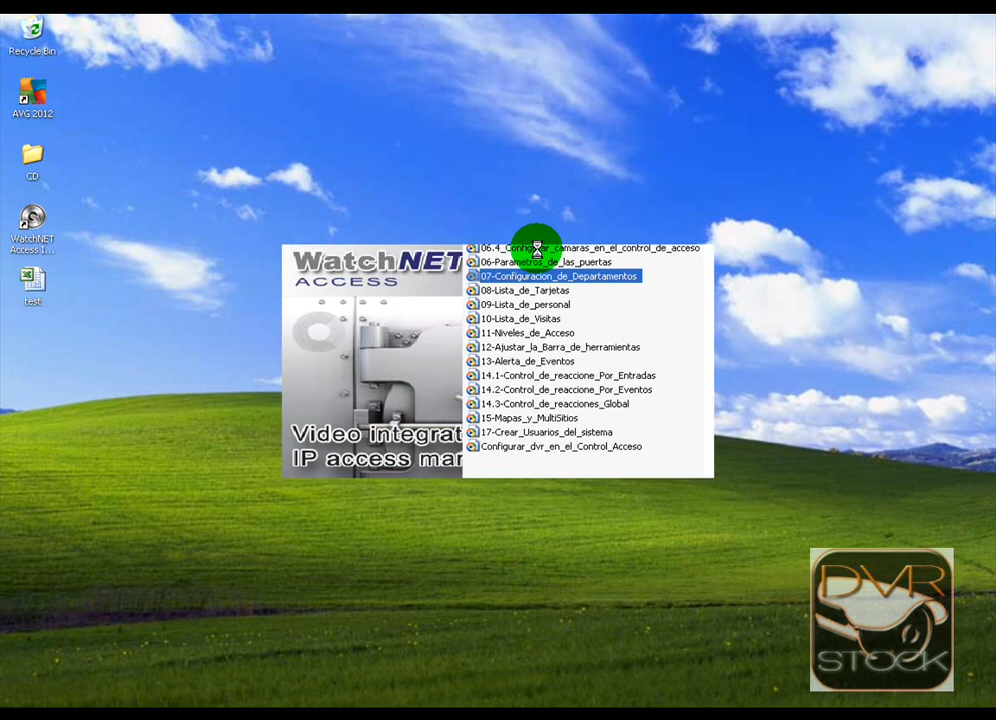 Recycle Bin
AVG 2012
CD
WatchNET
Access I...
test
WatchNET
ACCESS
Video integrat
IP access mar
06.4_Configurar_camaras_en_el_control_de_acceso
06-Parametros_de_las_puertas
07-Configuracion_de_Departamentos
08-Lista_de_Tarjetas
09-Lista_de_personal
10-Lista_de_Visitas
11-Niveles_de_Acceso
12-Ajustar_la_Barra_de_herramientas
13-Alerta_de_Eventos
14.1-Control_de_reaccione_Por_Entradas
14.2-Control_de_reaccione_Por_Eventos
14.3-Control_de_reacciones_Global
15-Mapas_y_MultiSitios
17-Crear_Usuarios_del_sistema
Configurar_dvr_en_el_Control_Acceso
DVR
STOCK